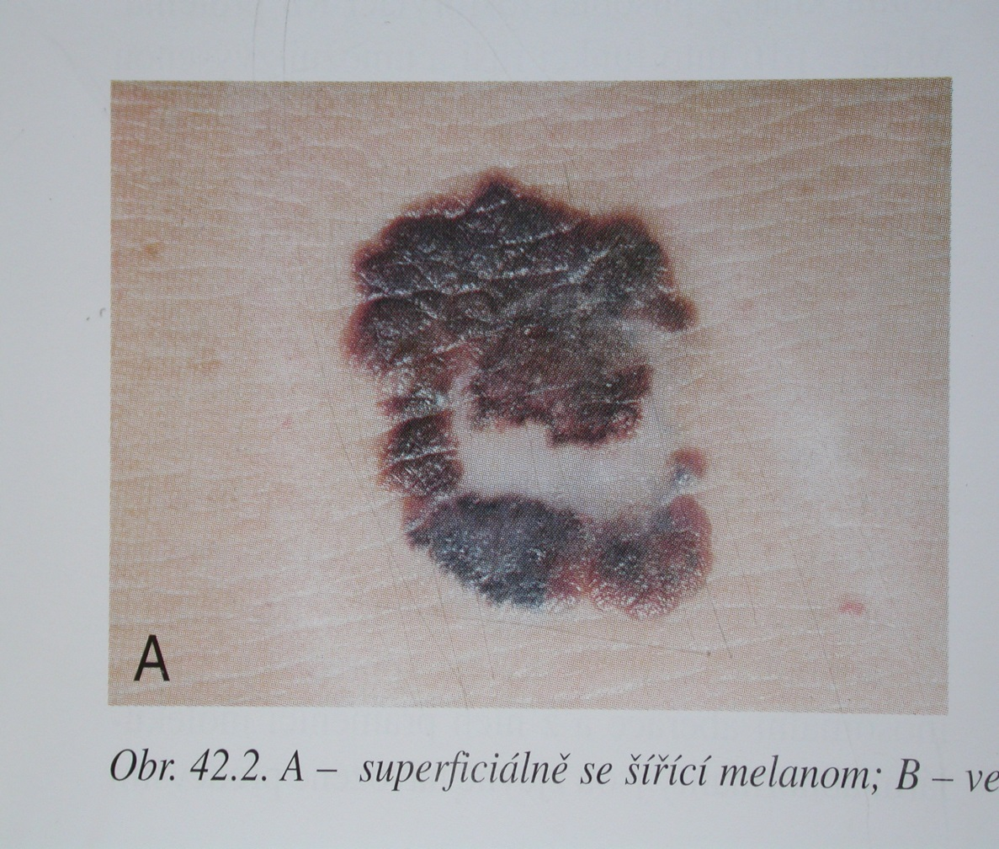 A
Obr. 42.2. A – superficiálně se šířící melanom; B – ve